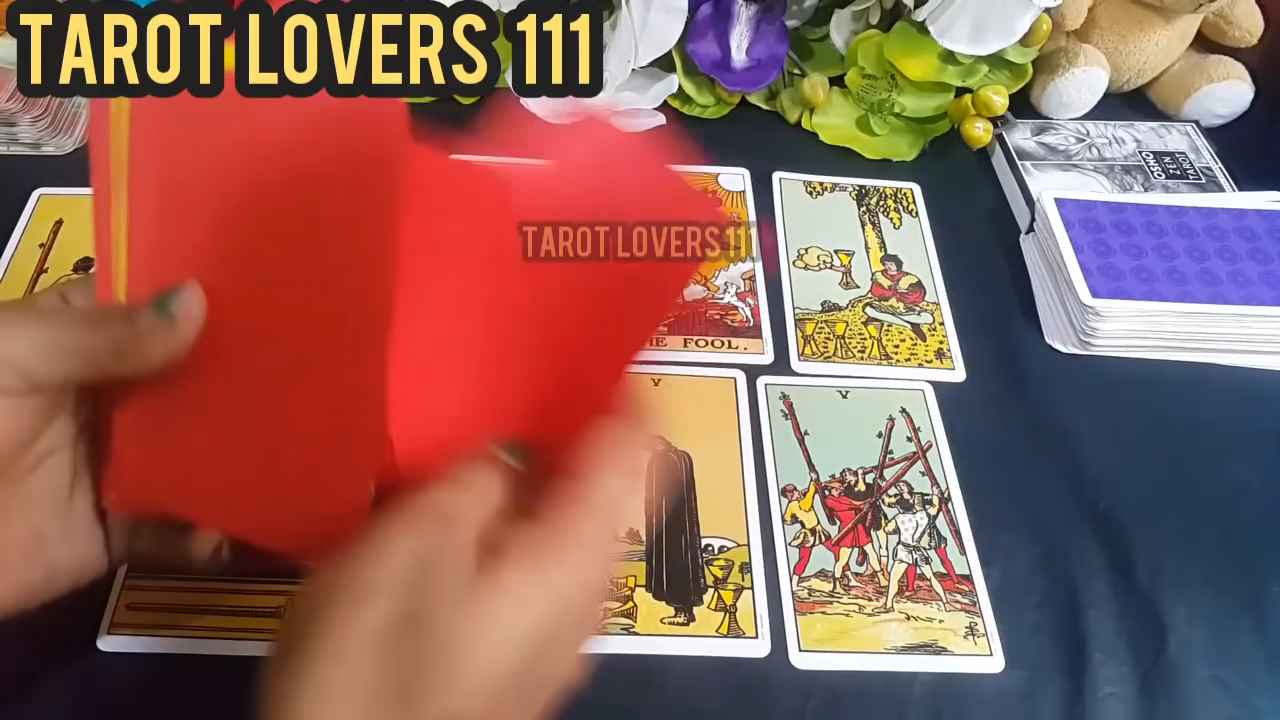 TAROT LOVERS 111
TAROT LOVERS 111
OSHO
ZEN
TAROT
THE FOOL.
V
V